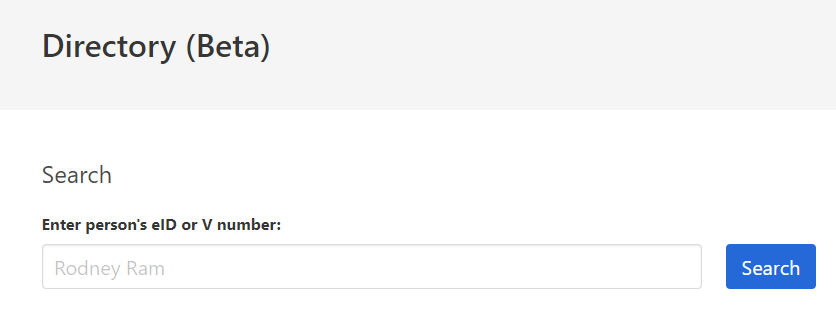 Directory (Beta)
Search
Enter person's eID or V number:
Rodney Ram
Search